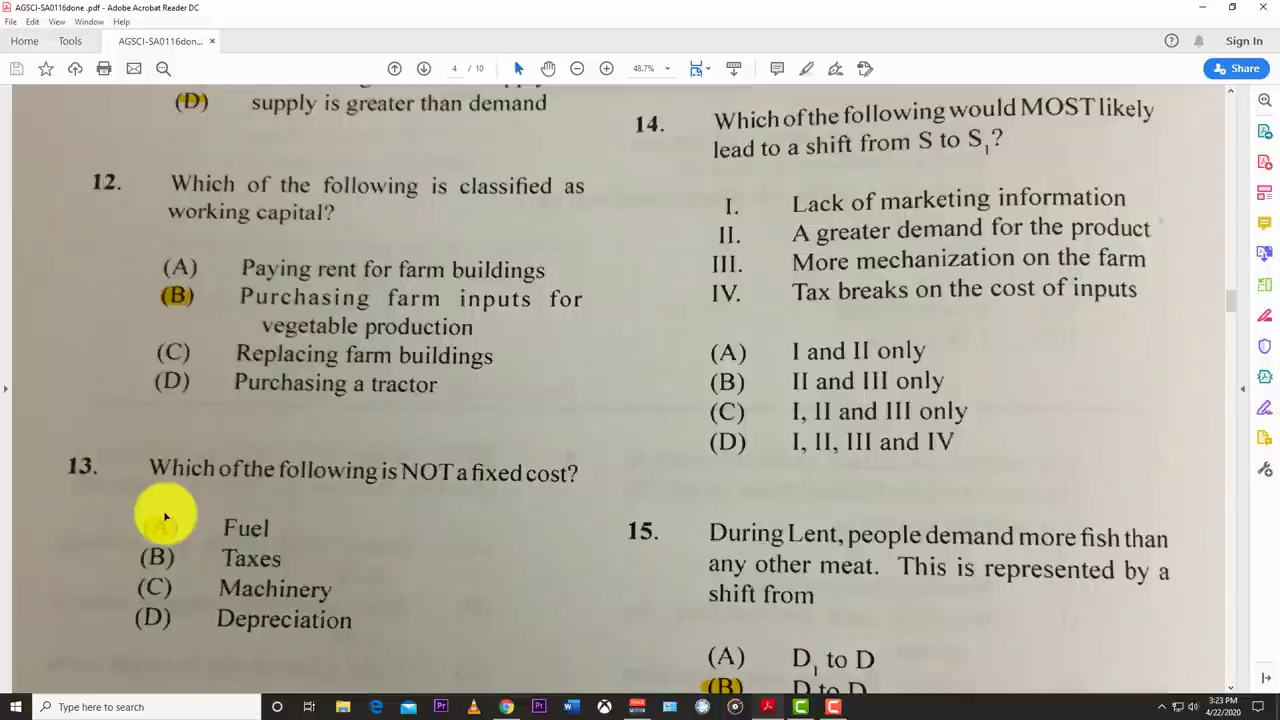 AGSCI-SA0116done .pdf - Adobe Acrobat Reader DC
File Edit View Window Help
Home Tools AGSCI-SA0116don... × Sign In
4 / 10 48.7% Share
(D) supply is greater than demand
12. Which of the following is classified as
working capital?
(A) Paying rent for farm buildings
(B) Purchasing farm inputs for
vegetable production
(C) Replacing farm buildings
(D) Purchasing a tractor
13. Which of the following is NOT a fixed cost?
(A) Fuel
(B) Taxes
(C) Machinery
(D) Depreciation
14. Which of the following would MOST likely
lead to a shift from S to S₁?
I. Lack of marketing information
II. A greater demand for the product
III. More mechanization on the farm
IV. Tax breaks on the cost of inputs
(A) I and II only
(B) II and III only
(C) I, II and III only
(D) I, II, III and IV
15. During Lent, people demand more fish than
any other meat. This is represented by a
shift from
(A) D₁ to D
(B) D to D
Type here to search
3:23 PM
4/22/2020